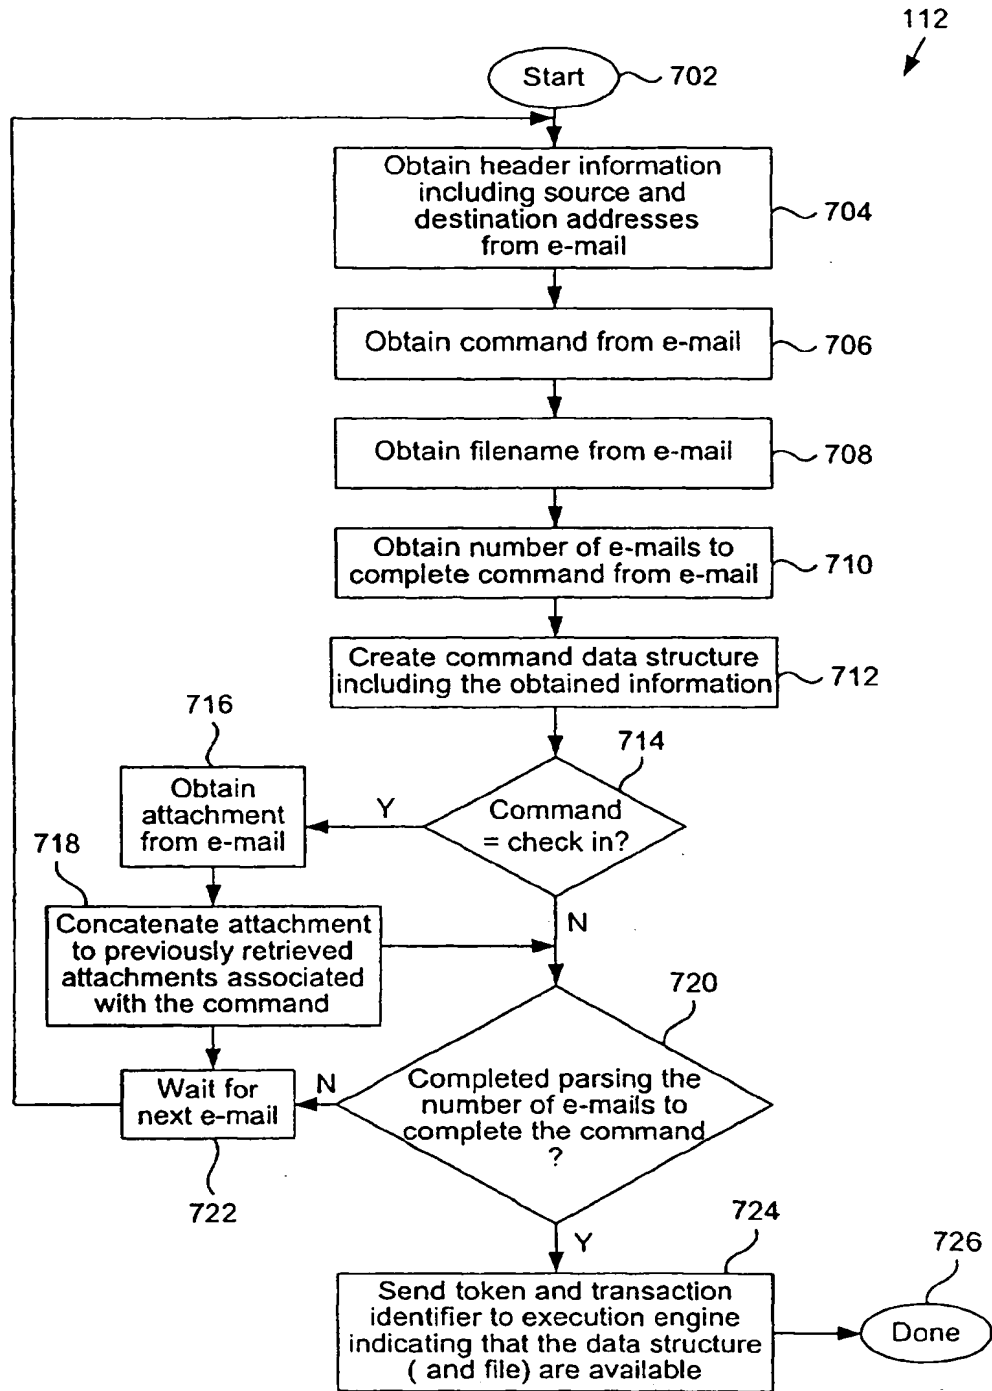 112
Start
702
Obtain header information
including source and
destination addresses
from e-mail
704
Obtain command from e-mail
706
Obtain filename from e-mail
708
Obtain number of e-mails to
complete command from e-mail
710
Create command data structure
including the obtained information
712
714
Command
= check in?
Y
716
Obtain
attachment
from e-mail
718
Concatenate attachment
to previously retrieved
attachments associated
with the command
N
720
Completed parsing the
number of e-mails to
complete the command
?
N
Wait for
next e-mail
722
Y
724
Send token and transaction
identifier to execution engine
indicating that the data structure
( and file) are available
726
Done